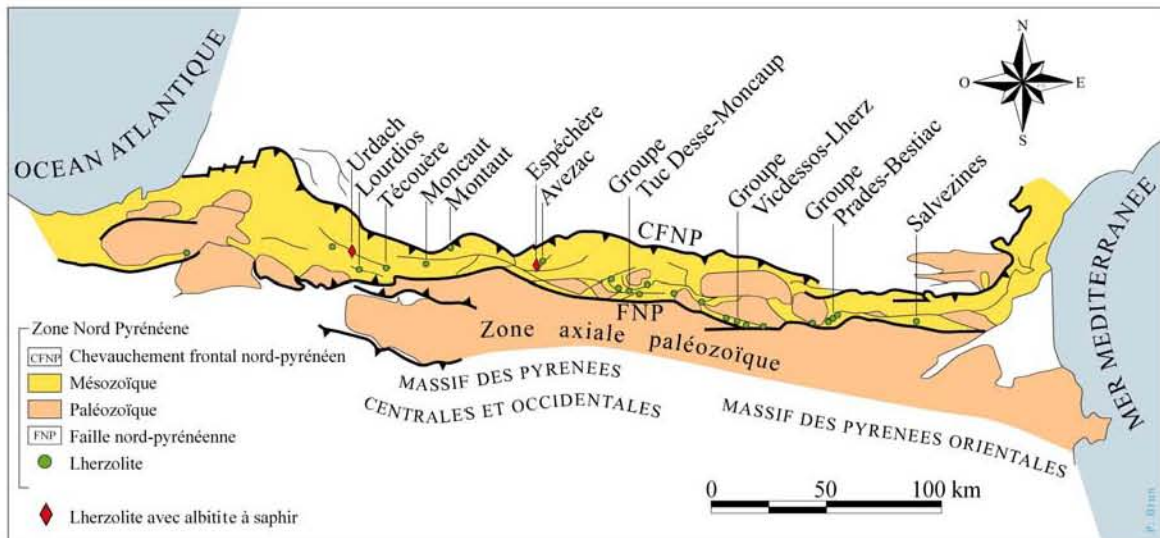 OCEAN ATLANTIQUE
Urdach
Lourdios
Técouère
Moncaut
Montaut
Espéchère
Avezac
Groupe
Tuc Desse-Moncaup
Groupe
Vicdessos-Lherz
Groupe
Prades-Bestiac
Salvezines
N
O
E
S
MER MEDITERRANEE
CFNP
FNP
Zone axiale paléozoïque
MASSIF DES PYRENEES
CENTRALES ET OCCIDENTALES
MASSIF DES PYRENEES ORIENTALES
Zone Nord Pyrénéene
CFNP Chevauchement frontal nord-pyrénéen
Mésozoïque
Paléozoïque
FNP Faille nord-pyrénéenne
Lherzolite
Lherzolite avec albitite à saphir
0 50 100 km
P. Brun